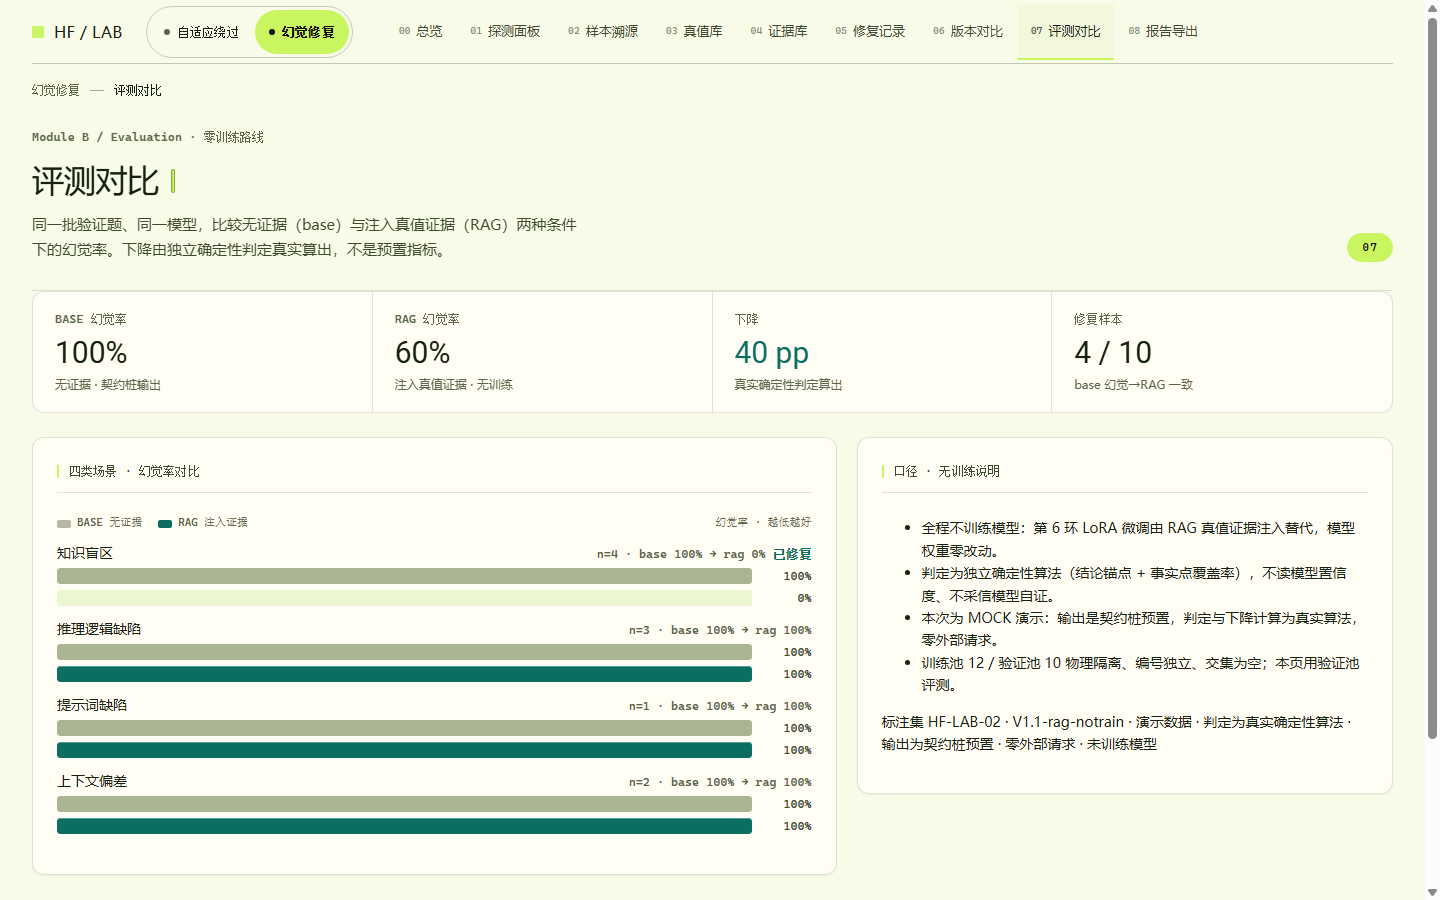 HF / LAB
自适应绕过
幻觉修复
00 总览
01 探测面板
02 样本溯源
03 真值库
04 证据库
05 修复记录
06 版本对比
07 评测对比
08 报告导出
幻觉修复 — 评测对比
Module B / Evaluation · 零训练路线
评测对比
同一批验证题、同一模型，比较无证据（base）与注入真值证据（RAG）两种条件
下的幻觉率。下降由独立确定性判定真实算出，不是预置指标。
07
BASE 幻觉率
100%
无证据 · 契约桩输出
RAG 幻觉率
60%
注入真值证据 · 无训练
下降
40 pp
真实确定性判定算出
修复样本
4 / 10
base 幻觉→RAG 一致
四类场景 · 幻觉率对比
BASE 无证据
RAG 注入证据
幻觉率 · 越低越好
知识盲区
n=4 · base 100% → rag 0% 已修复
100%
0%
推理逻辑缺陷
n=3 · base 100% → rag 100%
100%
100%
提示词缺陷
n=1 · base 100% → rag 100%
100%
100%
上下文偏差
n=2 · base 100% → rag 100%
100%
100%
口径 · 无训练说明
• 全程不训练模型：第 6 环 LoRA 微调由 RAG 真值证据注入替代，模型
权重零改动。
• 判定为独立确定性算法（结论锚点 + 事实点覆盖率），不读模型置信
度、不采信模型自证。
• 本次为 MOCK 演示：输出是契约桩预置，判定与下降计算为真实算法，
零外部请求。
• 训练池 12 / 验证池 10 物理隔离、编号独立、交集为空；本页用验证池
评测。
标注集 HF-LAB-02 · V1.1-rag-notrain · 演示数据 · 判定为真实确定性算法 ·
输出为契约桩预置 · 零外部请求 · 未训练模型